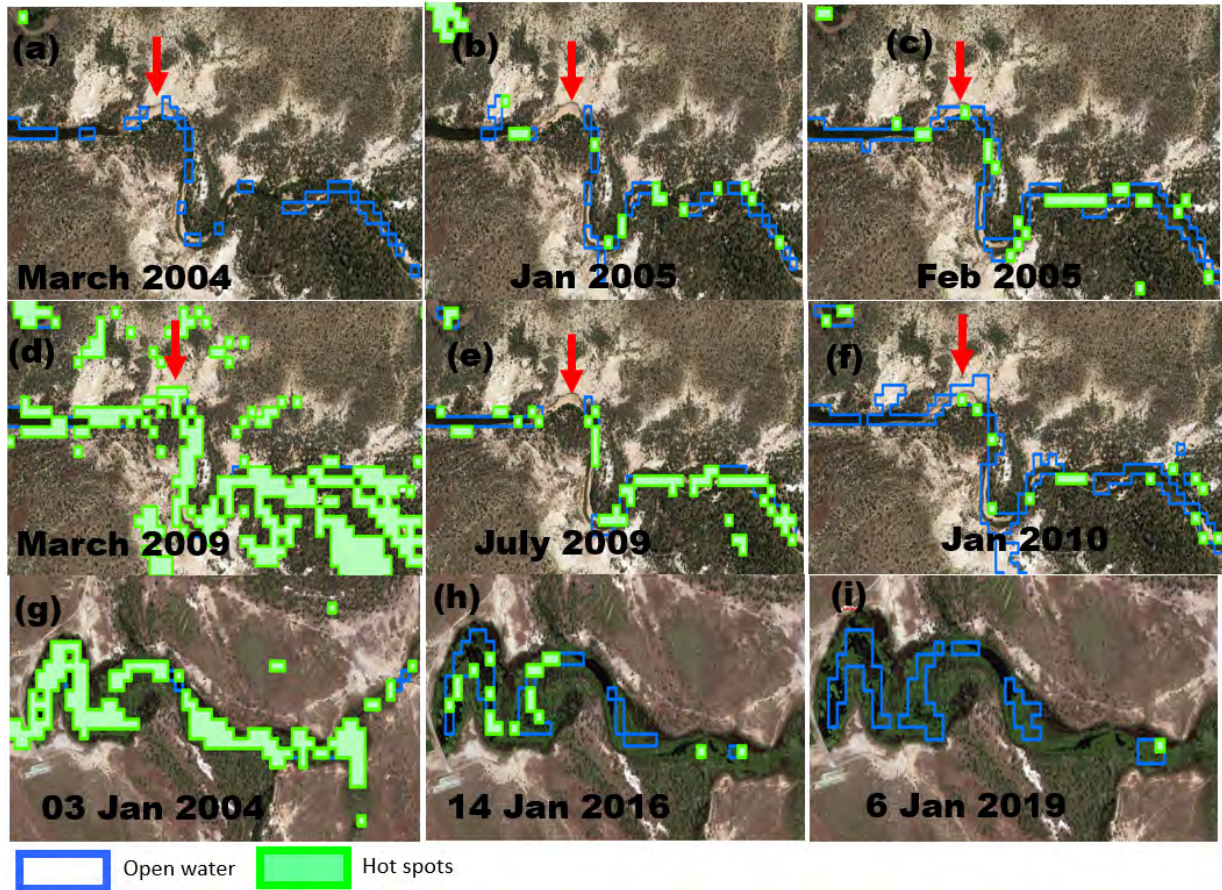 (a)
(b)
(c)
March 2004
Jan 2005
Feb 2005
(d)
(e)
(f)
March 2009
July 2009
Jan 2010
(g)
(h)
(i)
03 Jan 2004
14 Jan 2016
6 Jan 2019
Open water
Hot spots